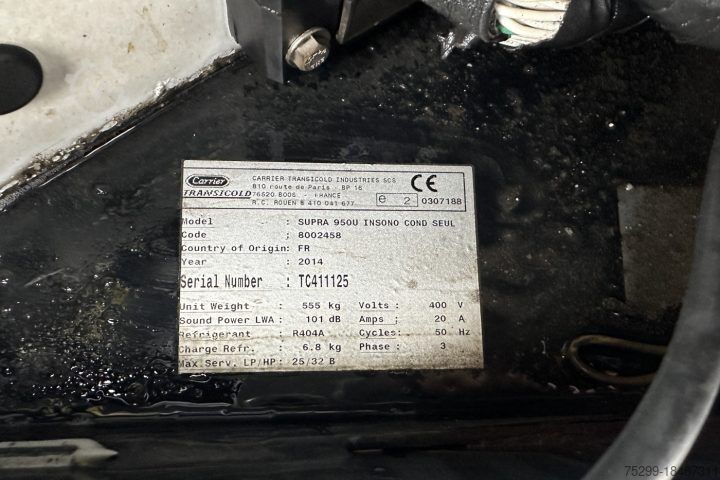 Carrier
TRANSICOLD
CARRIER TRANSICOLD INDUSTRIES SCS
810 route de Paris - BP 16
76520 BOOS - FRANCE
R.C. ROUEN B 410 041 677
CE
e 2 0307188
Model : SUPRA 950U INSONO COND SEUL
Code : 8002458
Country of Origin: FR
Year : 2014
Serial Number : TC411125
Unit Weight : 555 kg Volts : 400 V
Sound Power LWA : 101 dB Amps : 20 A
Refrigerant : R404A Cycles: 50 Hz
Charge Refr. : 6.8 kg Phase : 3
Max.Serv. LP/HP : 25/32 B